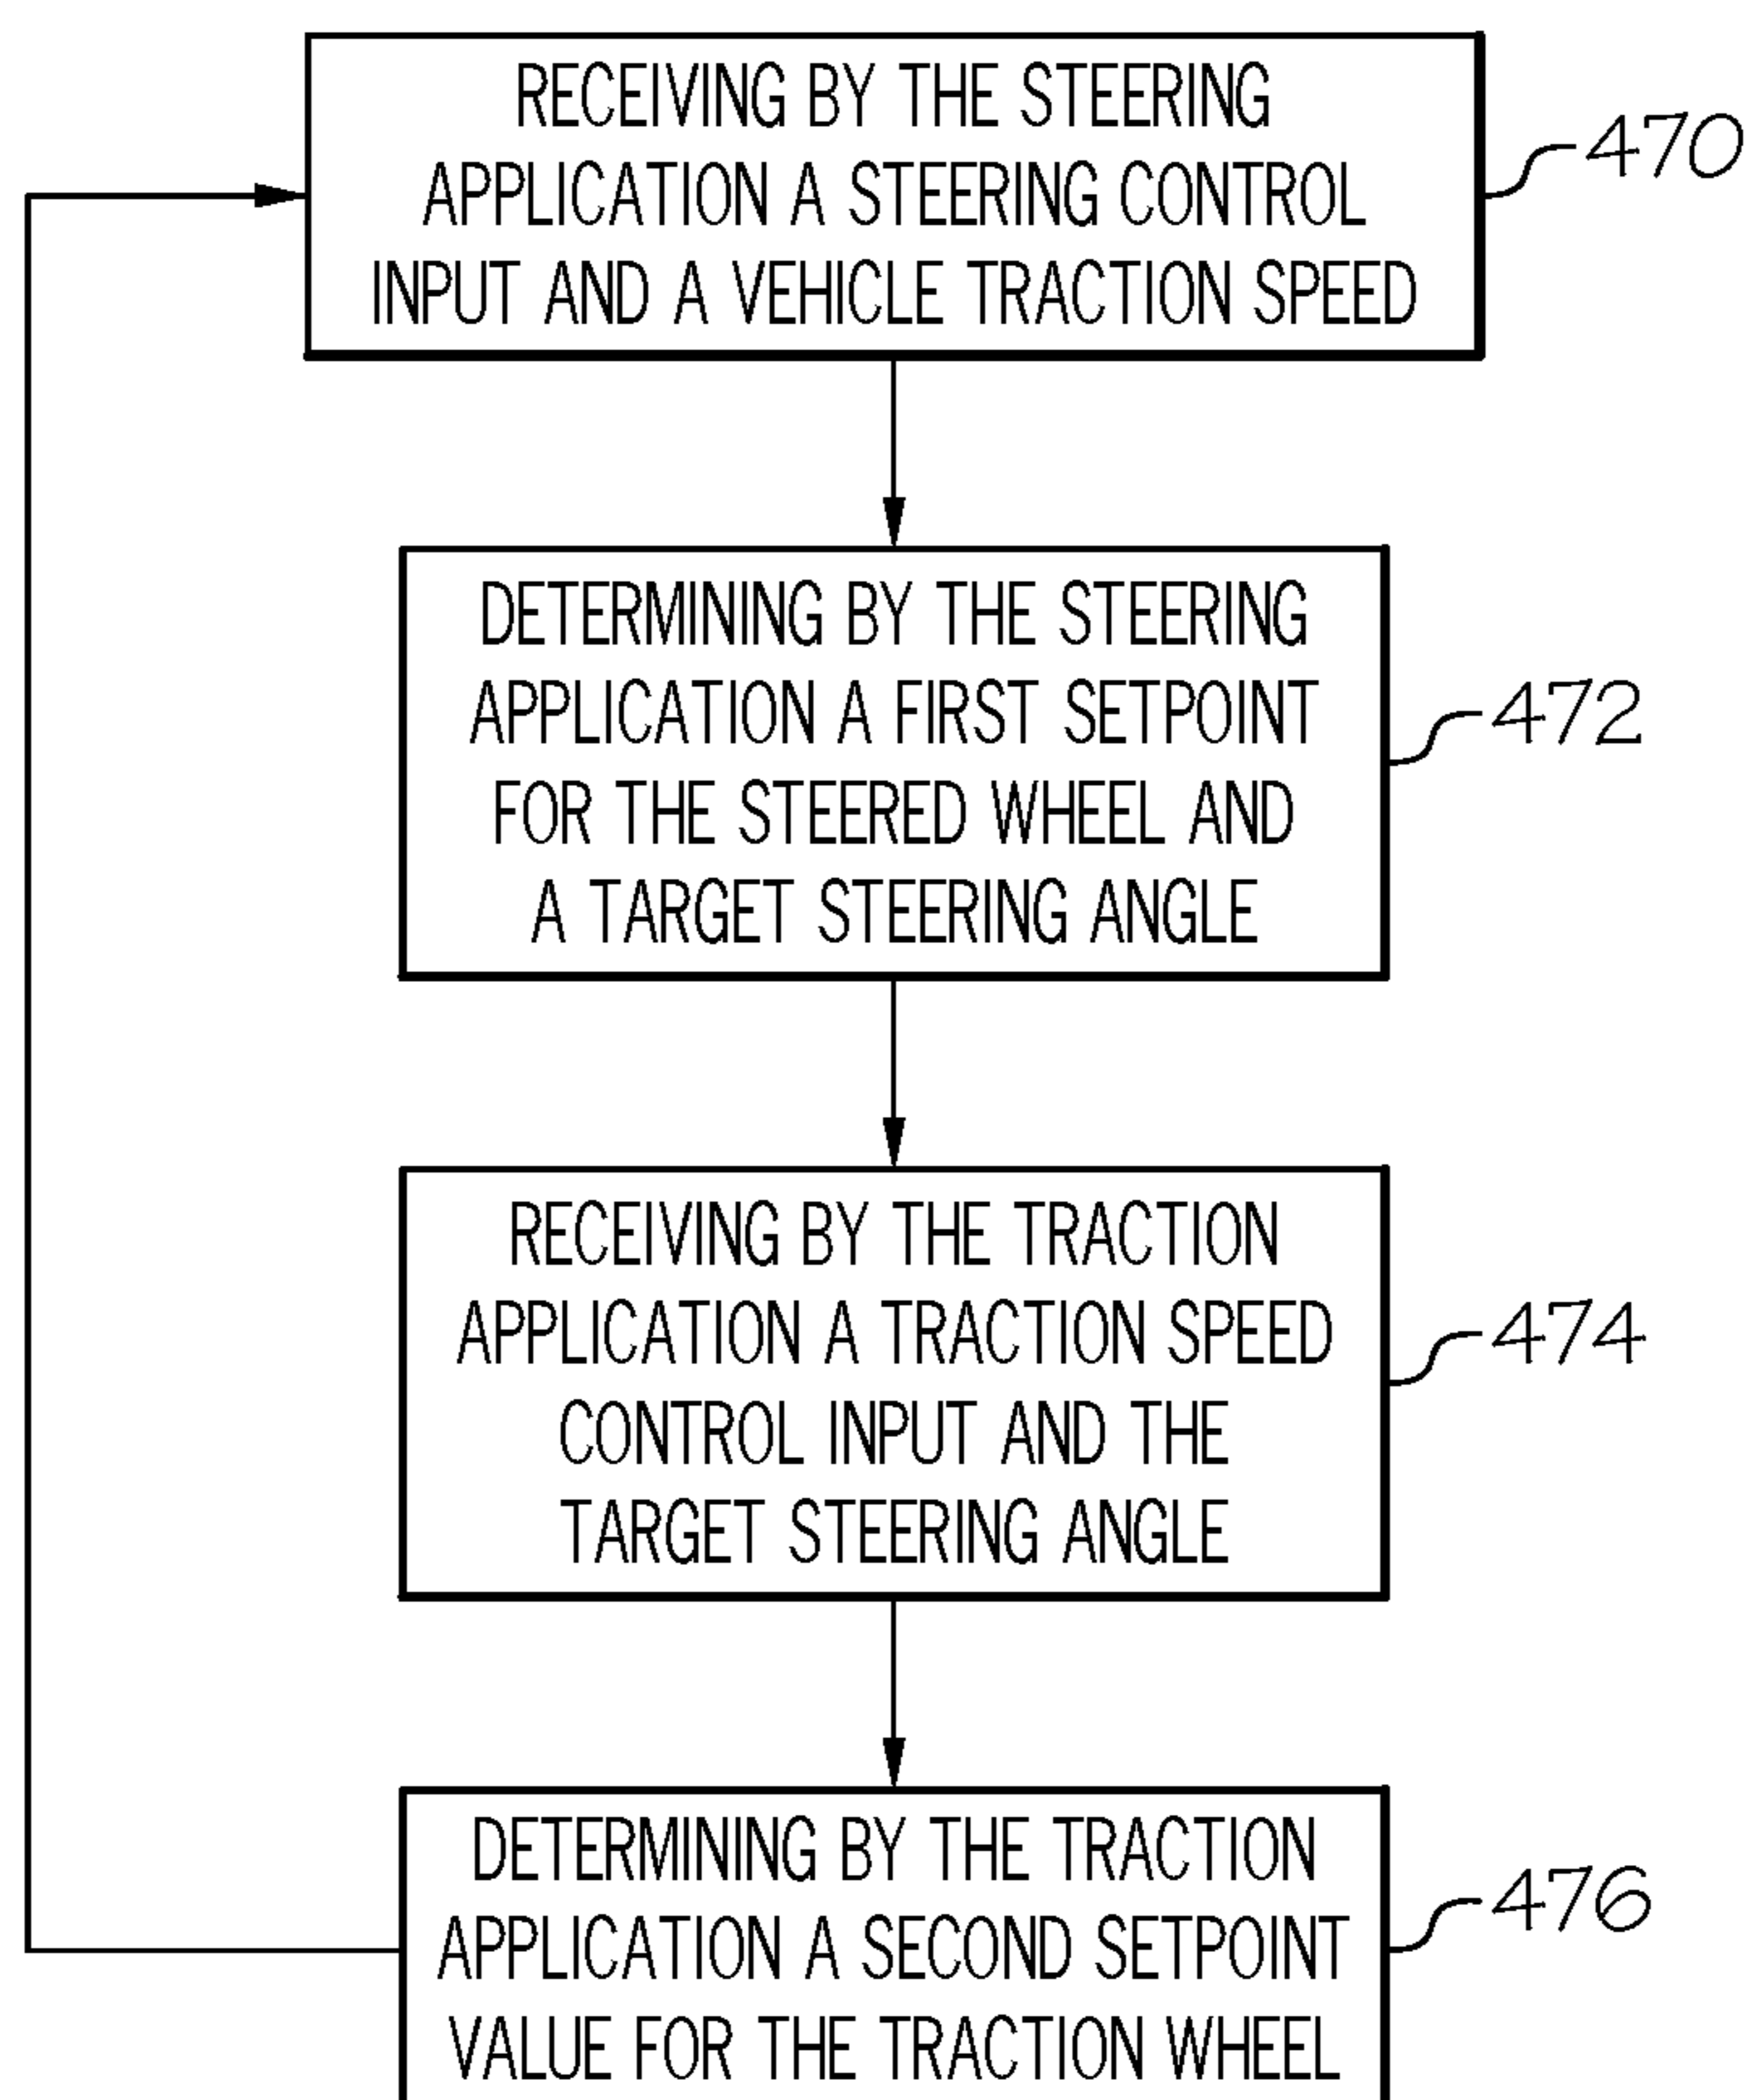 RECEIVING BY THE STEERING
APPLICATION A STEERING CONTROL
INPUT AND A VEHICLE TRACTION SPEED
470
DETERMINING BY THE STEERING
APPLICATION A FIRST SETPOINT
FOR THE STEERED WHEEL AND
A TARGET STEERING ANGLE
472
RECEIVING BY THE TRACTION
APPLICATION A TRACTION SPEED
CONTROL INPUT AND THE
TARGET STEERING ANGLE
474
DETERMINING BY THE TRACTION
APPLICATION A SECOND SETPOINT
VALUE FOR THE TRACTION WHEEL
476